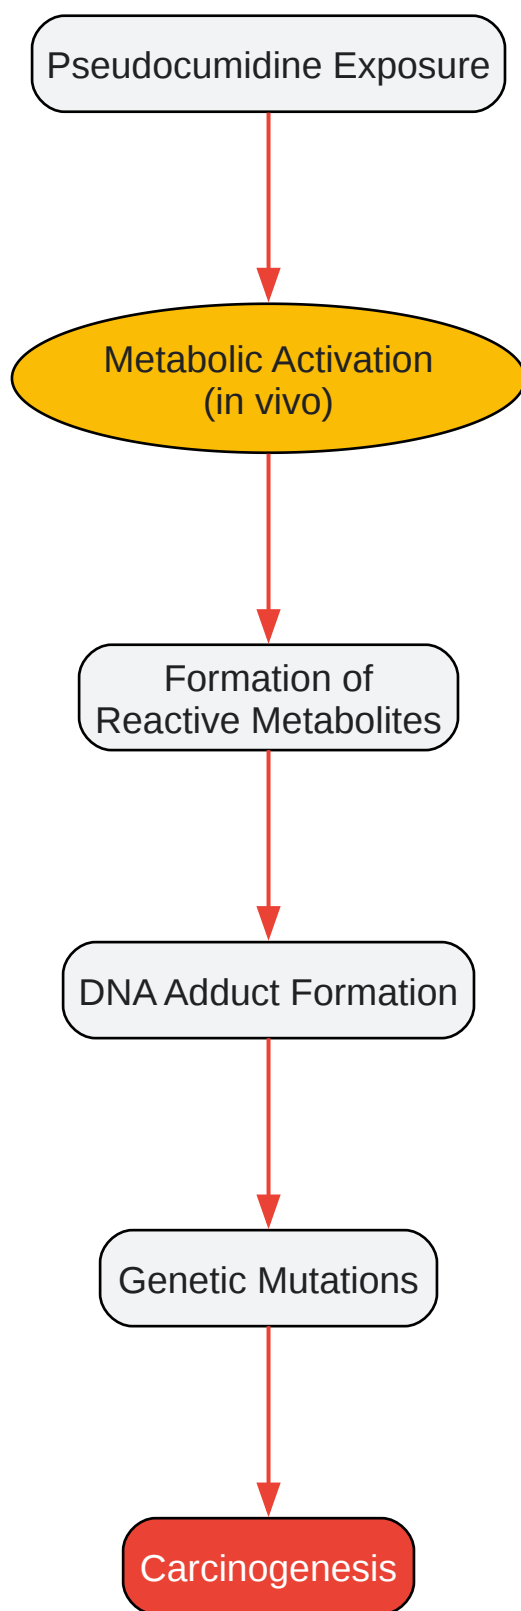 Pseudocumidine Exposure
Metabolic Activation
(in vivo)
Formation of
Reactive Metabolites
DNA Adduct Formation
Genetic Mutations
Carcinogenesis